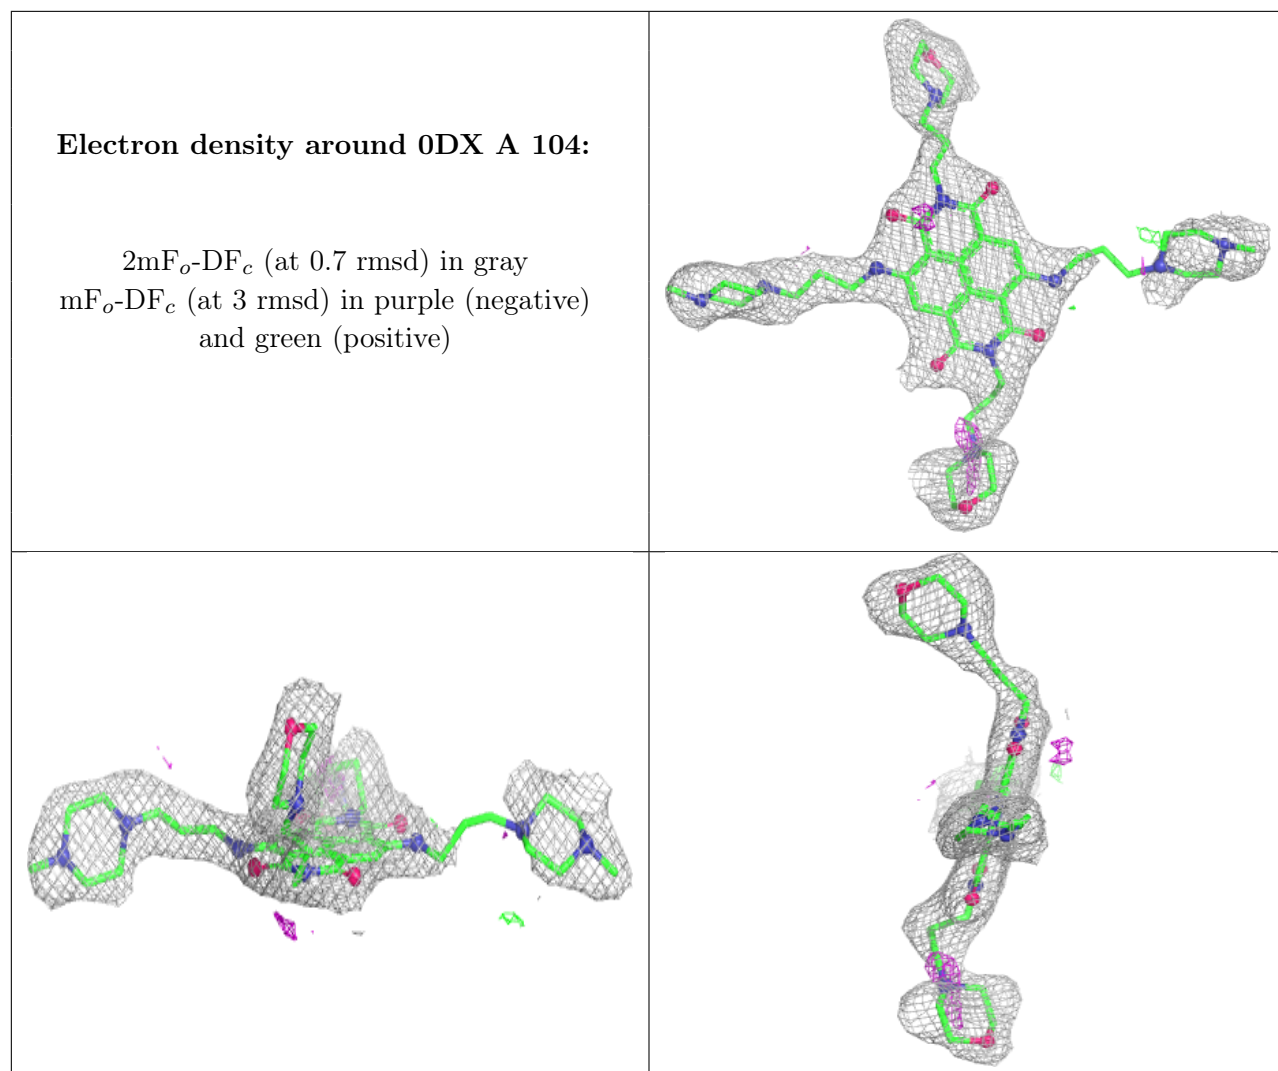 Electron density around 0DX A 104:
2mFo-DFc (at 0.7 rmsd) in gray
mFo-DFc (at 3 rmsd) in purple (negative)
and green (positive)